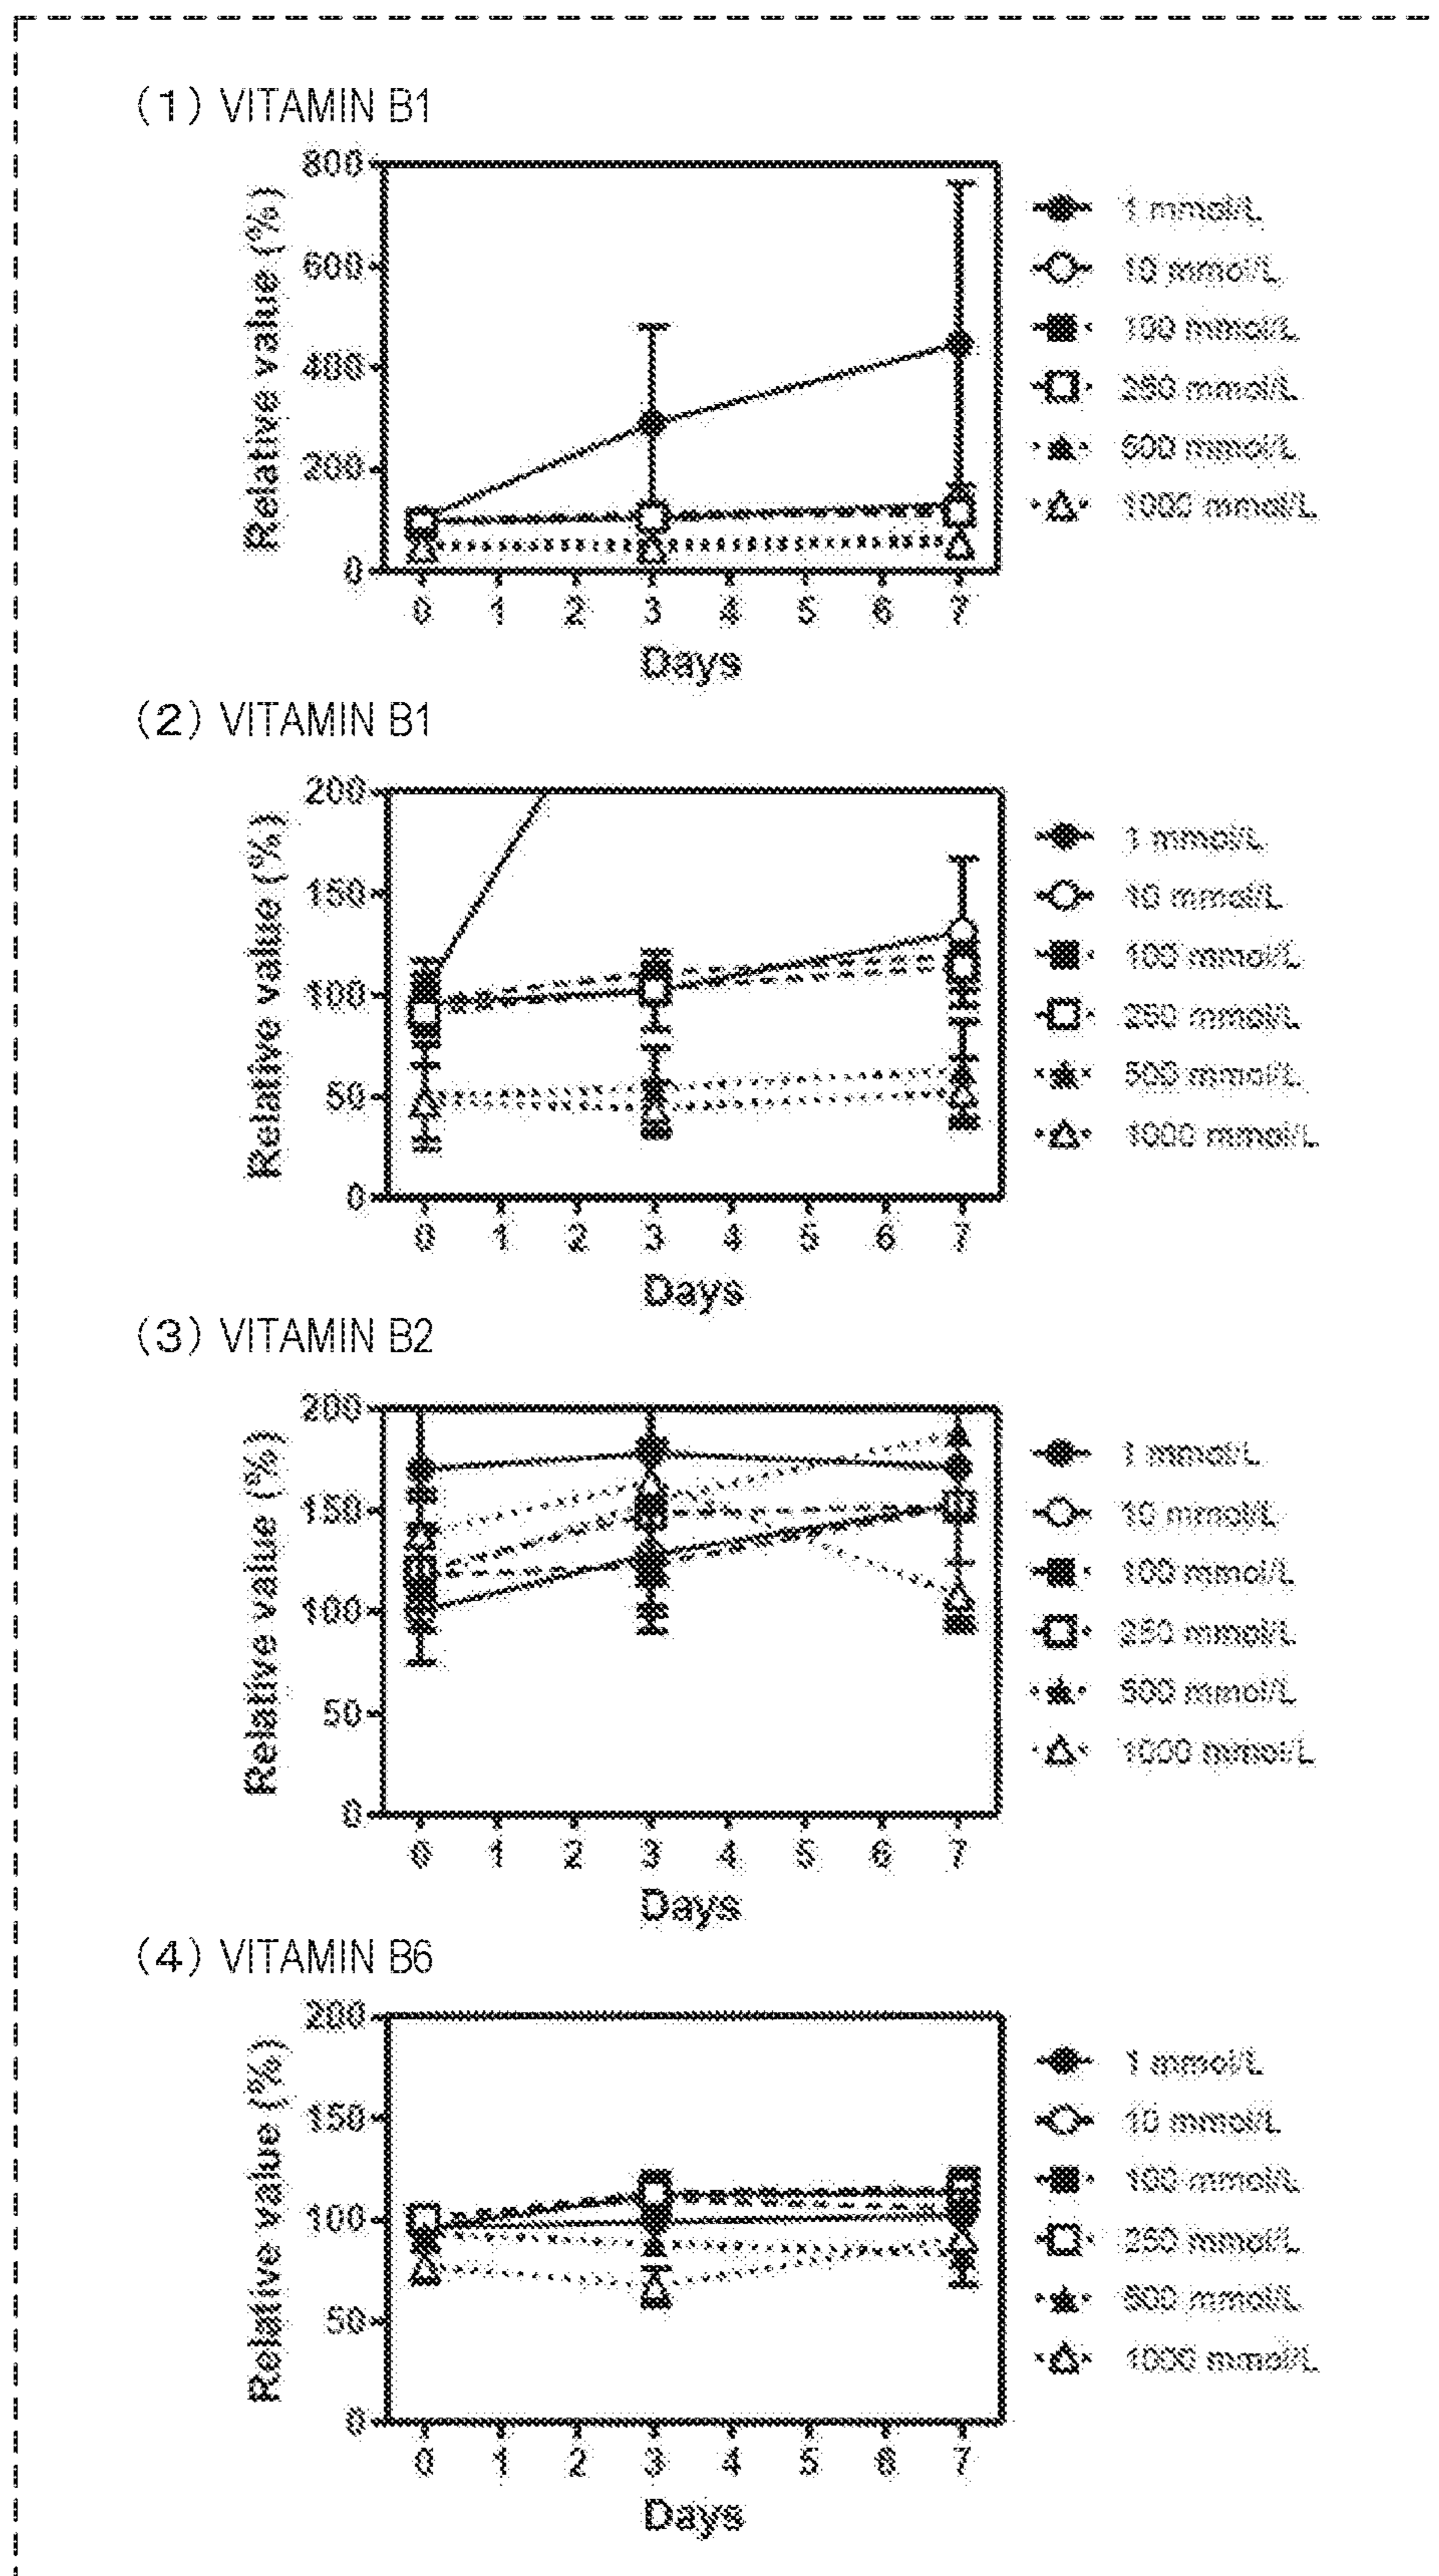 (1) VITAMIN B1
800
600
400
200
0
Relative value (%)
0 1 2 3 4 5 6 7
Days
1 mmol/L
10 mmol/L
100 mmol/L
250 mmol/L
500 mmol/L
1000 mmol/L
(2) VITAMIN B1
200
150
100
50
0
Relative value (%)
0 1 2 3 4 5 6 7
Days
1 mmol/L
10 mmol/L
100 mmol/L
250 mmol/L
500 mmol/L
1000 mmol/L
(3) VITAMIN B2
200
150
100
50
0
Relative value (%)
0 1 2 3 4 5 6 7
Days
1 mmol/L
10 mmol/L
100 mmol/L
250 mmol/L
500 mmol/L
1000 mmol/L
(4) VITAMIN B6
200
150
100
50
0
Relative value (%)
0 1 2 3 4 5 6 7
Days
1 mmol/L
10 mmol/L
100 mmol/L
250 mmol/L
500 mmol/L
1000 mmol/L